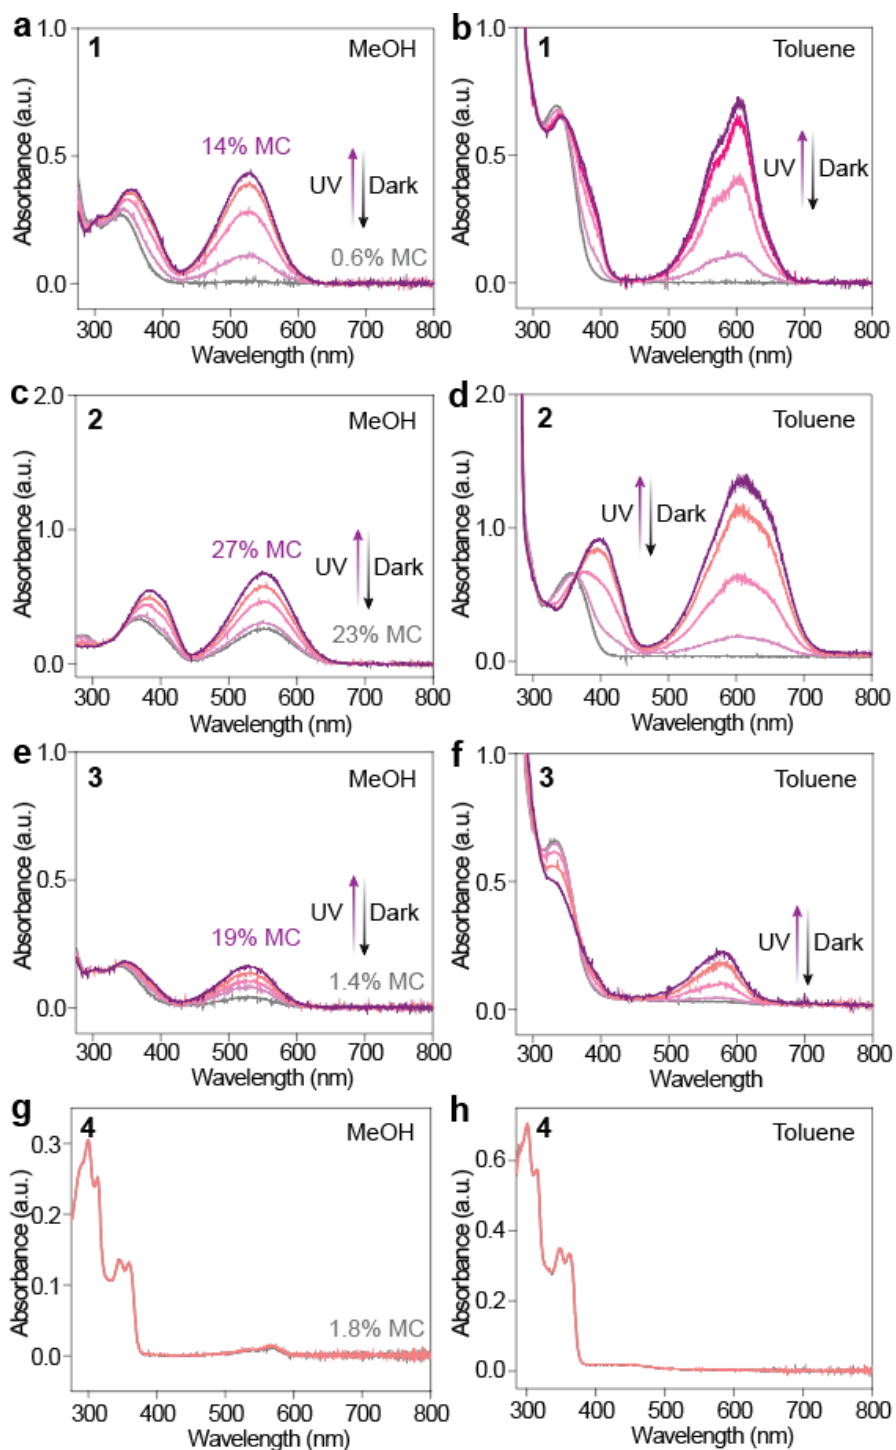 a
1
MeOH
1.0
0.5
0.0
Absorbance (a.u.)
14% MC
UV
Dark
0.6% MC
300 400 500 600 700 800
Wavelength (nm)
b
1
Toluene
1.0
0.5
0.0
Absorbance (a.u.)
UV
Dark
300 400 500 600 700 800
Wavelength (nm)
c
2
MeOH
2.0
1.0
0.0
Absorbance (a.u.)
27% MC
UV
Dark
23% MC
300 400 500 600 700 800
Wavelength (nm)
d
2
Toluene
2.0
1.0
0.0
Absorbance (a.u.)
UV
Dark
300 400 500 600 700 800
Wavelength (nm)
e
3
MeOH
1.0
0.5
0.0
Absorbance (a.u.)
19% MC
UV
Dark
1.4% MC
300 400 500 600 700 800
Wavelength (nm)
f
3
Toluene
1.0
0.5
0.0
Absorbance (a.u.)
UV
Dark
300 400 500 600 700 800
Wavelength
g
4
MeOH
0.3
0.2
0.1
0.0
Absorbance (a.u.)
1.8% MC
300 400 500 600 700 800
Wavelength (nm)
h
4
Toluene
0.6
0.4
0.2
0.0
Absorbance (a.u.)
300 400 500 600 700 800
Wavelength (nm)